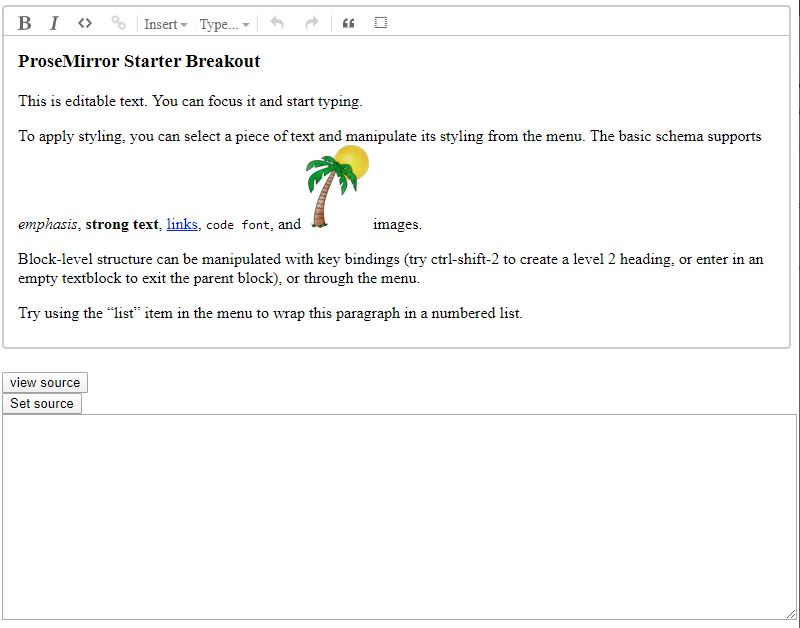 B I <> Insert Type...
ProseMirror Starter Breakout
This is editable text. You can focus it and start typing.
To apply styling, you can select a piece of text and manipulate its styling from the menu. The basic schema supports
emphasis, strong text, links, code font, and images.
Block-level structure can be manipulated with key bindings (try ctrl-shift-2 to create a level 2 heading, or enter in an
empty textblock to exit the parent block), or through the menu.
Try using the “list” item in the menu to wrap this paragraph in a numbered list.
view source
Set source